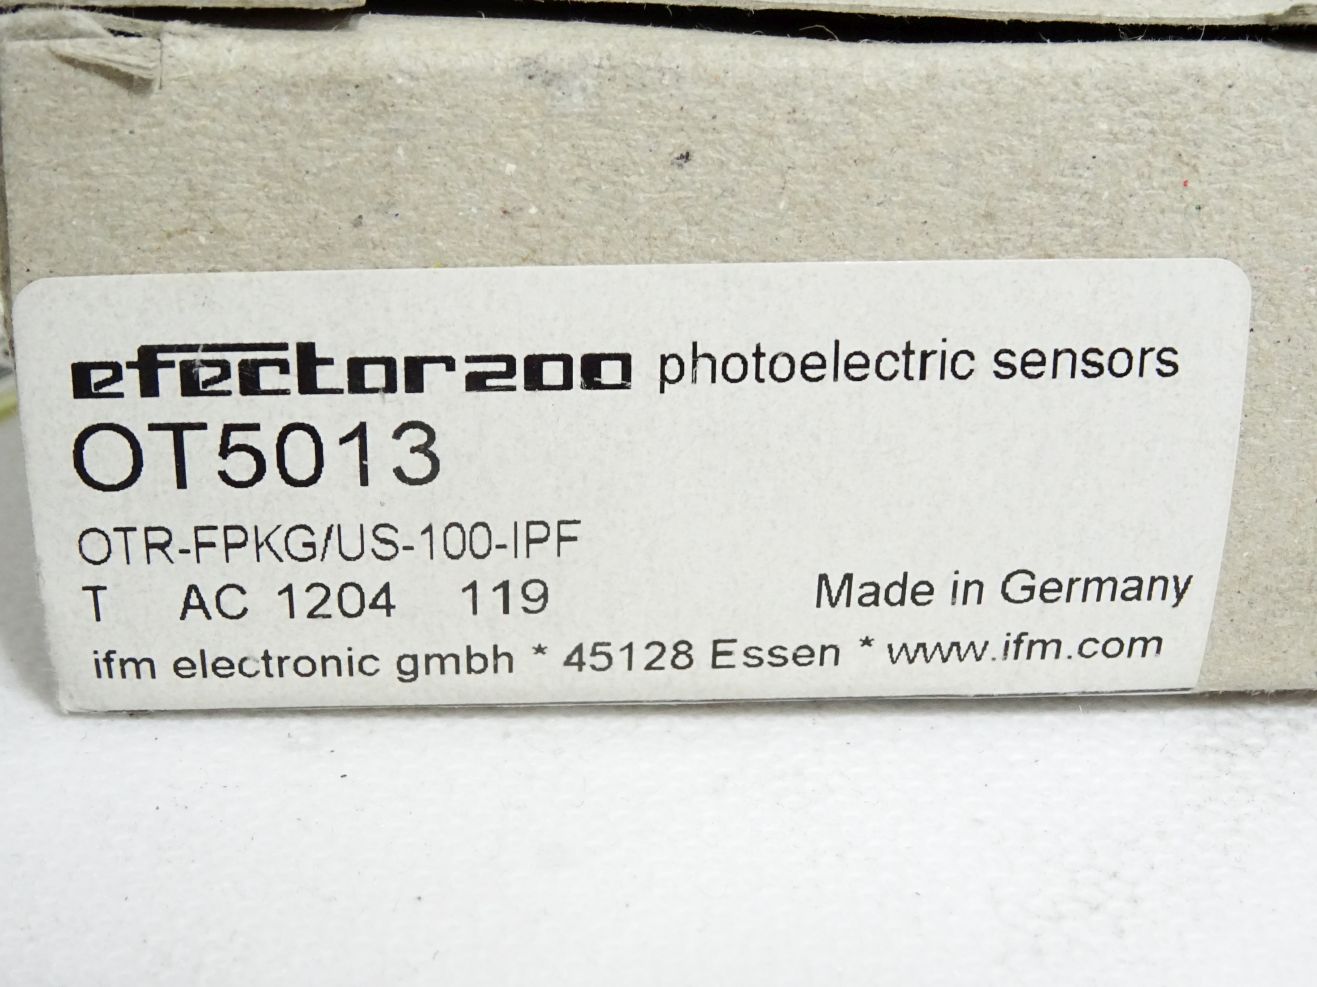 efector200 photoelectric sensors
OT5013
OTR-FPKG/US-100-IPF
T AC 1204 119 Made in Germany
ifm electronic gmbh * 45128 Essen * www.ifm.com